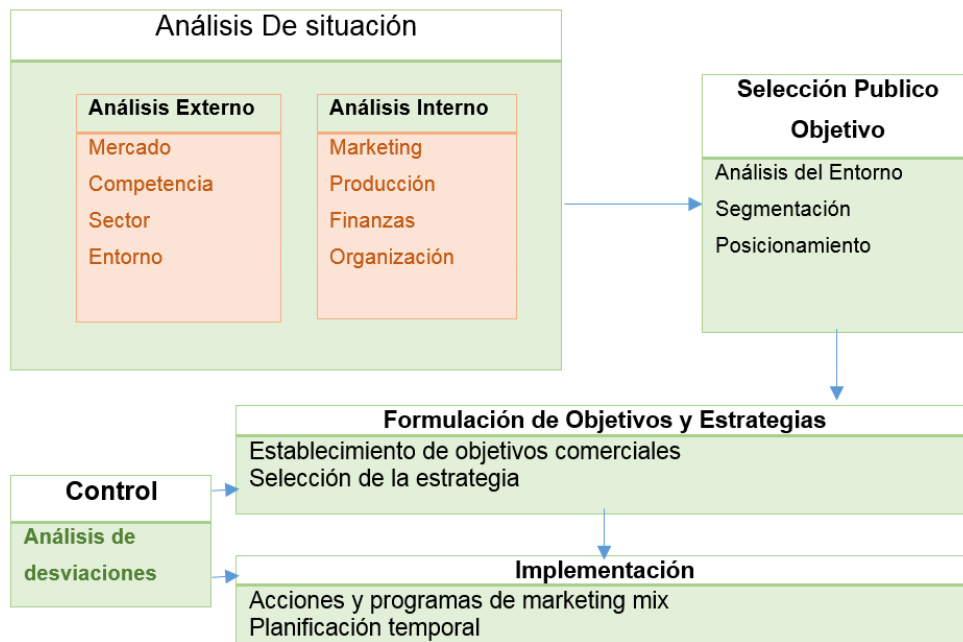 Análisis De situación
Análisis Externo
Mercado
Competencia
Sector
Entorno
Análisis Interno
Marketing
Producción
Finanzas
Organización
Selección Publico
Objetivo
Análisis del Entorno
Segmentación
Posicionamiento
Formulación de Objetivos y Estrategias
Establecimiento de objetivos comerciales
Selección de la estrategia
Control
Análisis de
desviaciones
Implementación
Acciones y programas de marketing mix
Planificación temporal